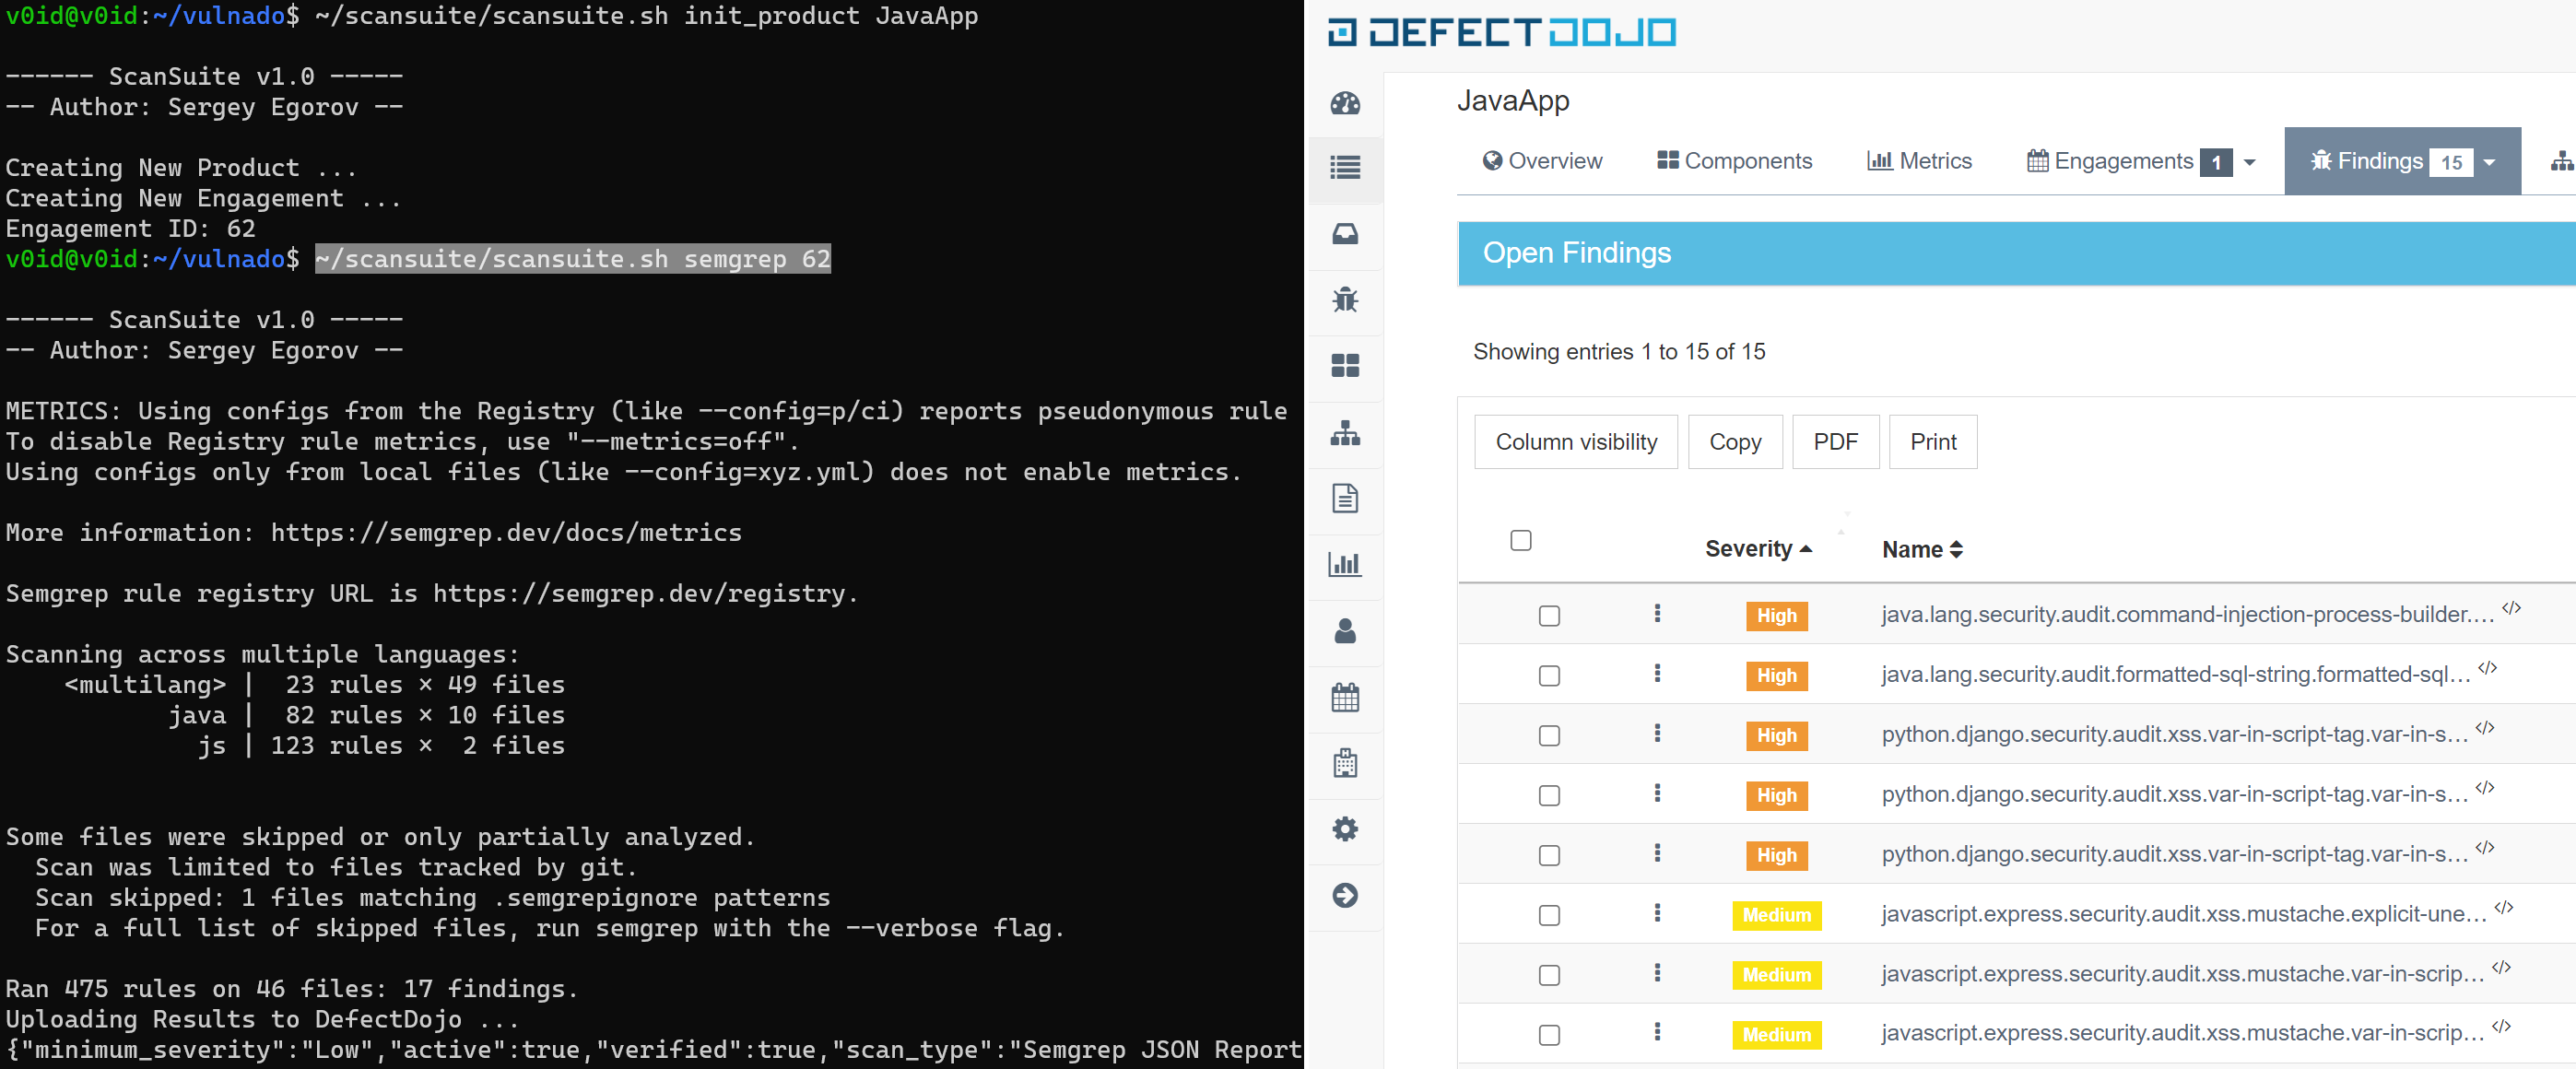 v0id@v0id:~/vulnado$ ~/scansuite/scansuite.sh init_product JavaApp
------ ScanSuite v1.0 -----
-- Author: Sergey Egorov --
Creating New Product ...
Creating New Engagement ...
Engagement ID: 62
v0id@v0id:~/vulnado$ ~/scansuite/scansuite.sh semgrep 62
------ ScanSuite v1.0 -----
-- Author: Sergey Egorov --
METRICS: Using configs from the Registry (like --config=p/ci) reports pseudonymous rule
To disable Registry rule metrics, use "--metrics=off".
Using configs only from local files (like --config=xyz.yml) does not enable metrics.
More information: https://semgrep.dev/docs/metrics
Semgrep rule registry URL is https://semgrep.dev/registry.
Scanning across multiple languages:
<multilang> | 23 rules × 49 files
java | 82 rules × 10 files
js | 123 rules × 2 files
Some files were skipped or only partially analyzed.
Scan was limited to files tracked by git.
Scan skipped: 1 files matching .semgrepignore patterns
For a full list of skipped files, run semgrep with the --verbose flag.
Ran 475 rules on 46 files: 17 findings.
Uploading Results to DefectDojo ...
{"minimum_severity":"Low","active":true,"verified":true,"scan_type":"Semgrep JSON Report
DEFECTDOJO
JavaApp
Overview Components Metrics Engagements 1 Findings 15
Open Findings
Showing entries 1 to 15 of 15
Column visibility Copy PDF Print
Severity Name
High java.lang.security.audit.command-injection-process-builder.... </>
High java.lang.security.audit.formatted-sql-string.formatted-sql... </>
High python.django.security.audit.xss.var-in-script-tag.var-in-s... </>
High python.django.security.audit.xss.var-in-script-tag.var-in-s... </>
High python.django.security.audit.xss.var-in-script-tag.var-in-s... </>
Medium javascript.express.security.audit.xss.mustache.explicit-une... </>
Medium javascript.express.security.audit.xss.mustache.var-in-scrip... </>
Medium javascript.express.security.audit.xss.mustache.var-in-scrip... </>